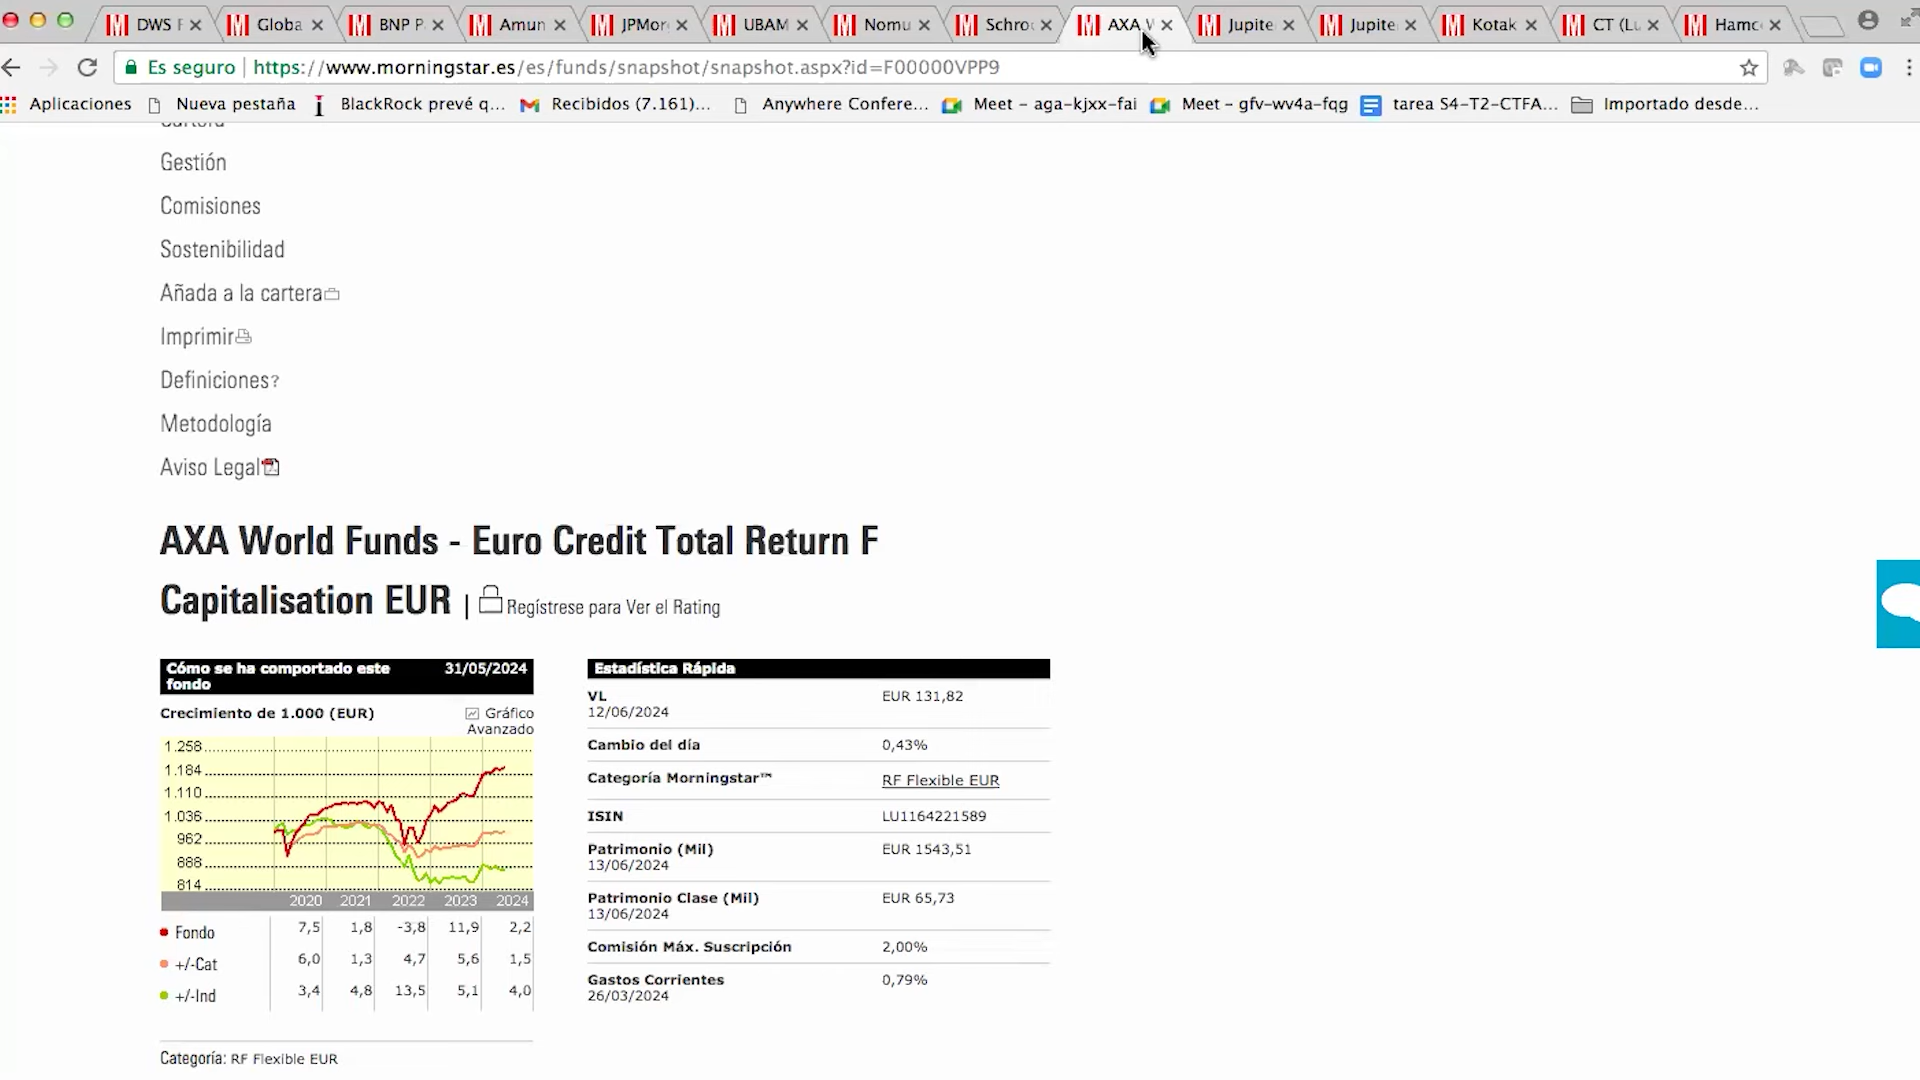 DWS F
Globa
BNP P
Amun
JPMor
UBAM
Nomu
Schro
AXA W
Jupite
Jupite
Kotak
CT (Lu
Hamc
Es seguro | https://www.morningstar.es/es/funds/snapshot/snapshot.aspx?id=F00000VPP9
Aplicaciones
Nueva pestaña
BlackRock prevé q...
Recibidos (7.161)...
Anywhere Confere...
Meet – aga-kjxx-fai
Meet – gfv-wv4a-fqg
tarea S4-T2-CTFA...
Importado desde...
Gestión
Comisiones
Sostenibilidad
Añada a la cartera
Imprimir
Definiciones?
Metodología
Aviso Legal
AXA World Funds - Euro Credit Total Return F
Capitalisation EUR | Regístrese para Ver el Rating
Cómo se ha comportado este fondo 31/05/2024
Crecimiento de 1.000 (EUR) Gráfico
Avanzado
1.258
1.184
1.110
1.036
962
888
814
2020 2021 2022 2023 2024
Fondo 7,5 1,8 -3,8 11,9 2,2
+/-Cat 6,0 1,3 4,7 5,6 1,5
+/-Ind 3,4 4,8 13,5 5,1 4,0
Categoría: RF Flexible EUR
Estadística Rápida
VL EUR 131,82
12/06/2024
Cambio del día 0,43%
Categoría Morningstar™ RF Flexible EUR
ISIN LU1164221589
Patrimonio (Mil) EUR 1543,51
13/06/2024
Patrimonio Clase (Mil) EUR 65,73
13/06/2024
Comisión Máx. Suscripción 2,00%
Gastos Corrientes 0,79%
26/03/2024